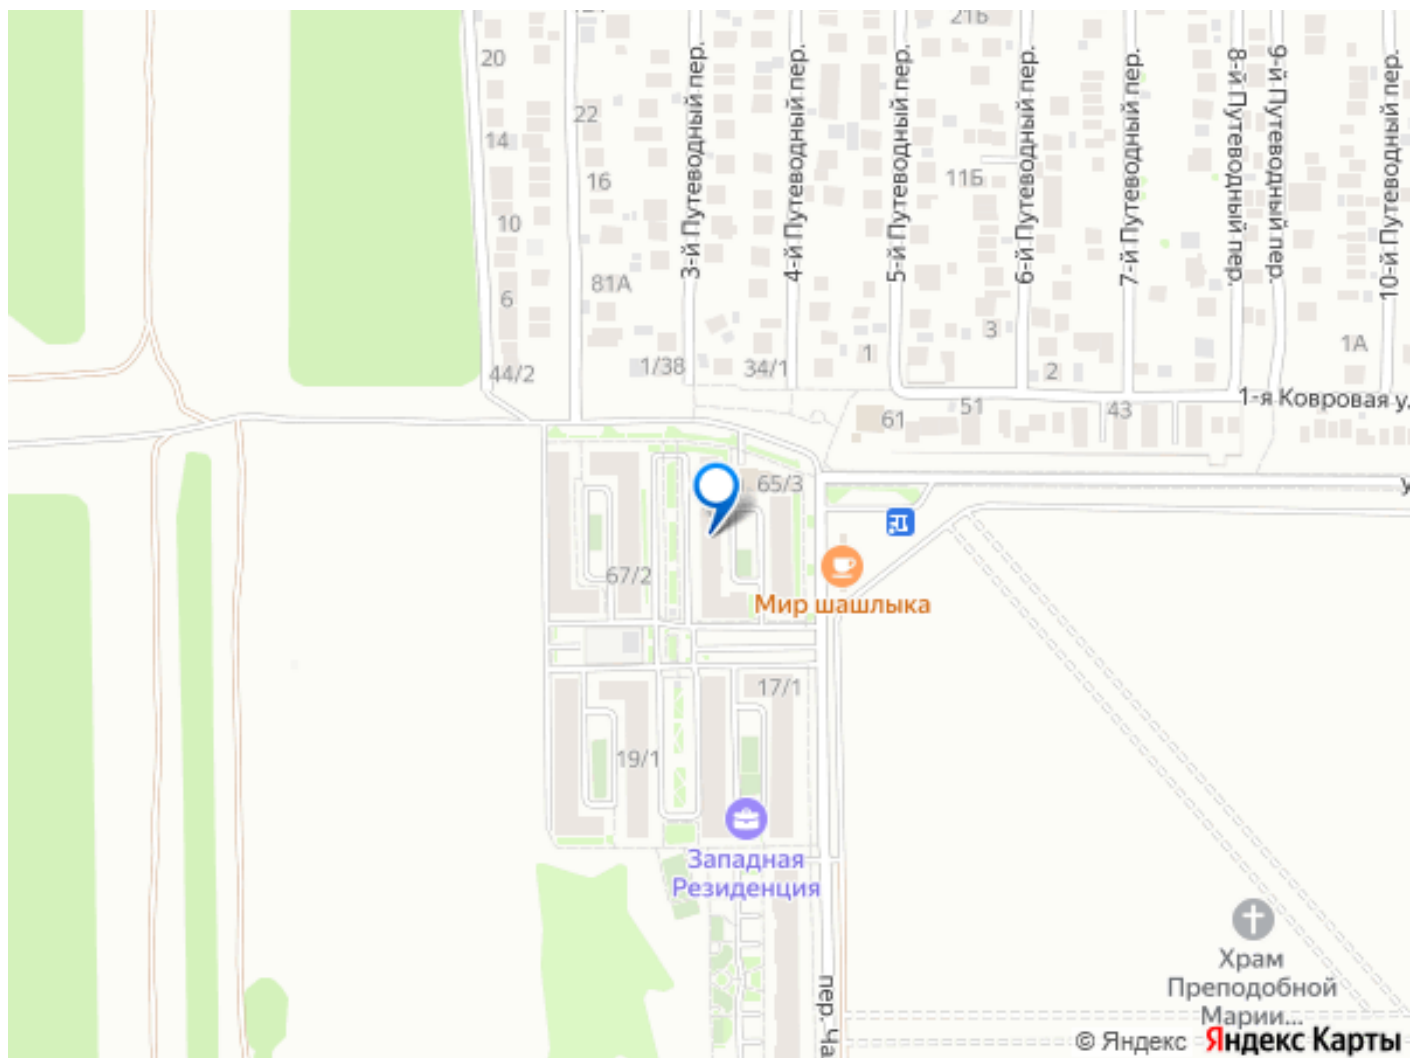 21Б
20
22
14
16
10
11Б
81А
6
3
1А
1
1/38
34/1
2
44/2
3-й Путеводный пер.
4-й Путеводный пер.
5-й Путеводный пер.
6-й Путеводный пер.
7-й Путеводный пер.
8-й Путеводный пер.
9-й Путеводный пер.
10-й Путеводный пер.
1-я Ковровая у.
61
51
43
65/3
67/2
Мир шашлыка
17/1
19/1
Западная
Резиденция
пер. Ча
Храм
Преподобной
Марии...
© Яндекс Яндекс Карты